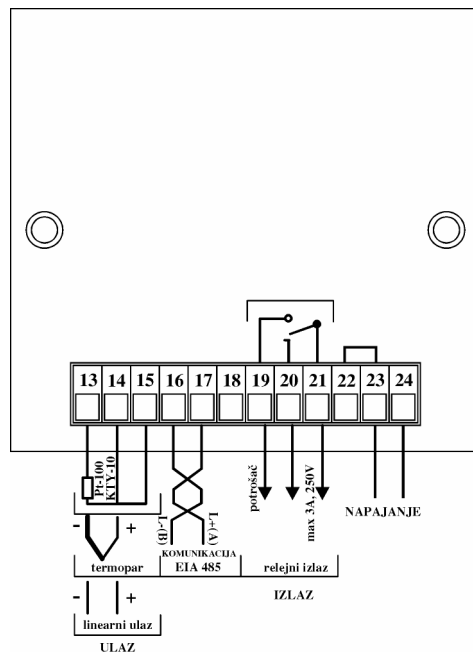 13 14 15 16 17 18 19 20 21 22 23 24
Pt-100
KTY-10
L-(B)
L+(A)
potrošač
max 3A, 250V
NAPAJANJE
- +
KOMUNIKACIJA
termopar
EIA 485
relejni izlaz
- +
IZLAZ
linearni ulaz
ULAZ